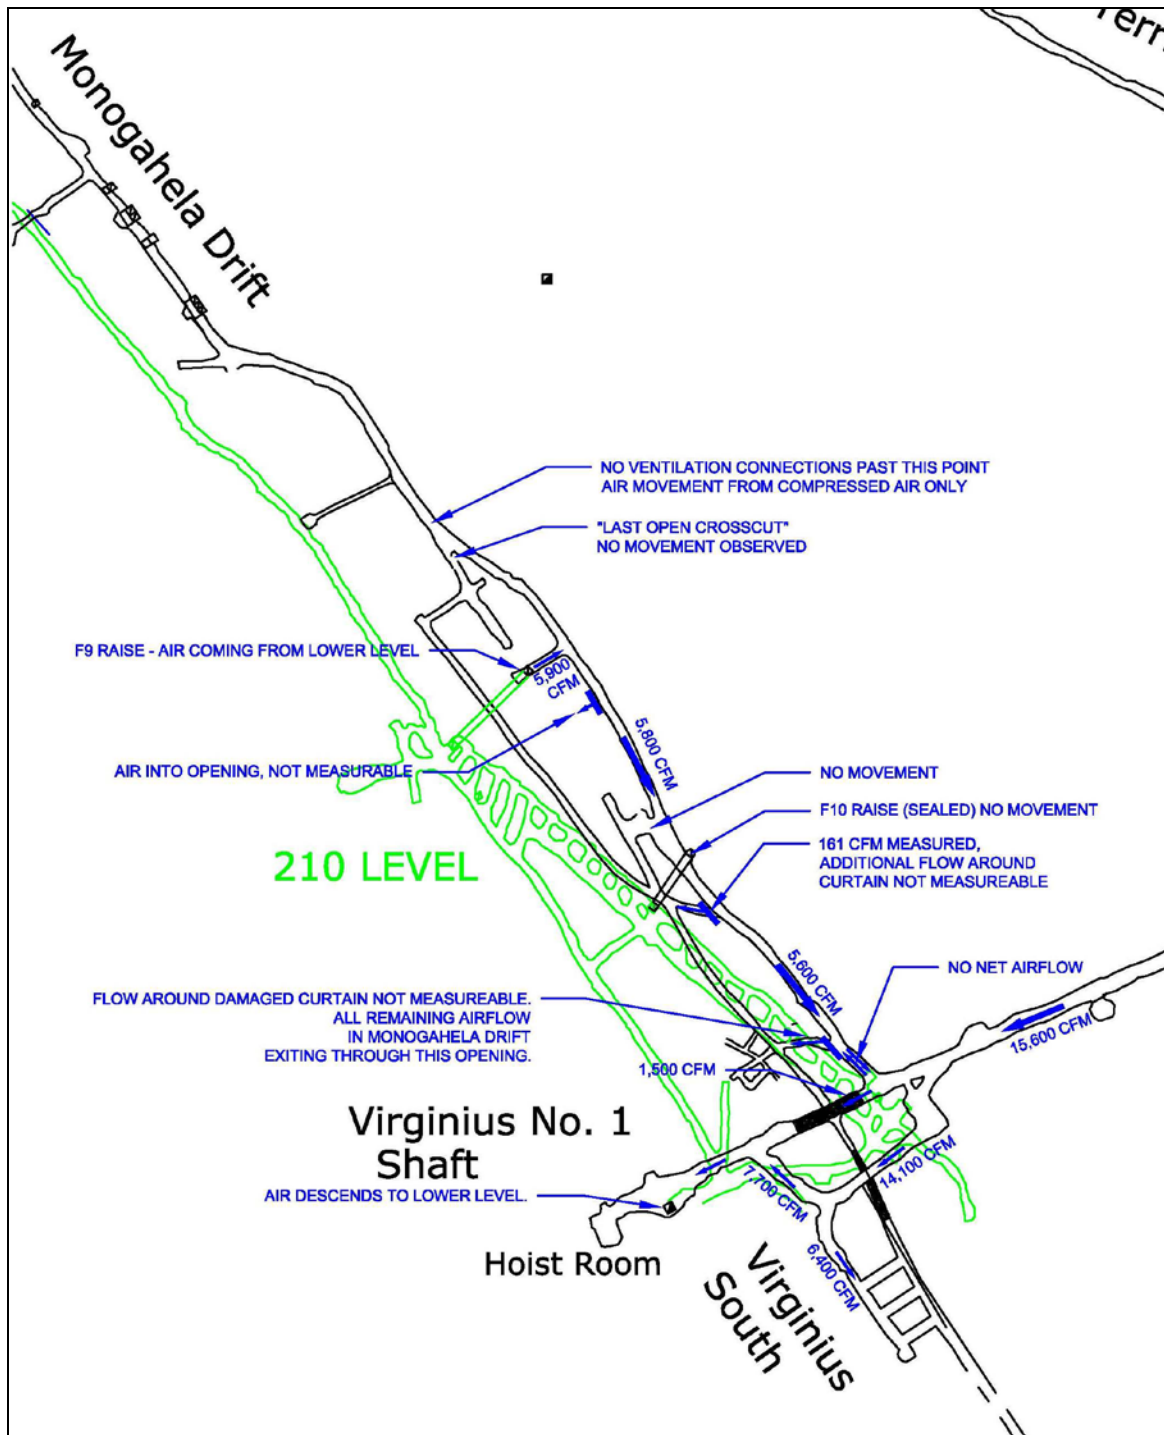 Terr
Monogahela Drift
NO VENTILATION CONNECTIONS PAST THIS POINT
AIR MOVEMENT FROM COMPRESSED AIR ONLY
"LAST OPEN CROSSCUT"
NO MOVEMENT OBSERVED
F9 RAISE - AIR COMING FROM LOWER LEVEL
5,900
CFM
5,800 CFM
AIR INTO OPENING, NOT MEASURABLE
NO MOVEMENT
F10 RAISE (SEALED) NO MOVEMENT
161 CFM MEASURED,
ADDITIONAL FLOW AROUND
CURTAIN NOT MEASUREABLE
210 LEVEL
5,600 CFM
NO NET AIRFLOW
FLOW AROUND DAMAGED CURTAIN NOT MEASUREABLE.
ALL REMAINING AIRFLOW
IN MONOGAHELA DRIFT
EXITING THROUGH THIS OPENING.
15,600 CFM
1,500 CFM
Virginius No. 1
Shaft
14,100 CFM
7,700 CFM
AIR DESCENDS TO LOWER LEVEL.
Hoist Room
6,400 CFM
Virginius
South